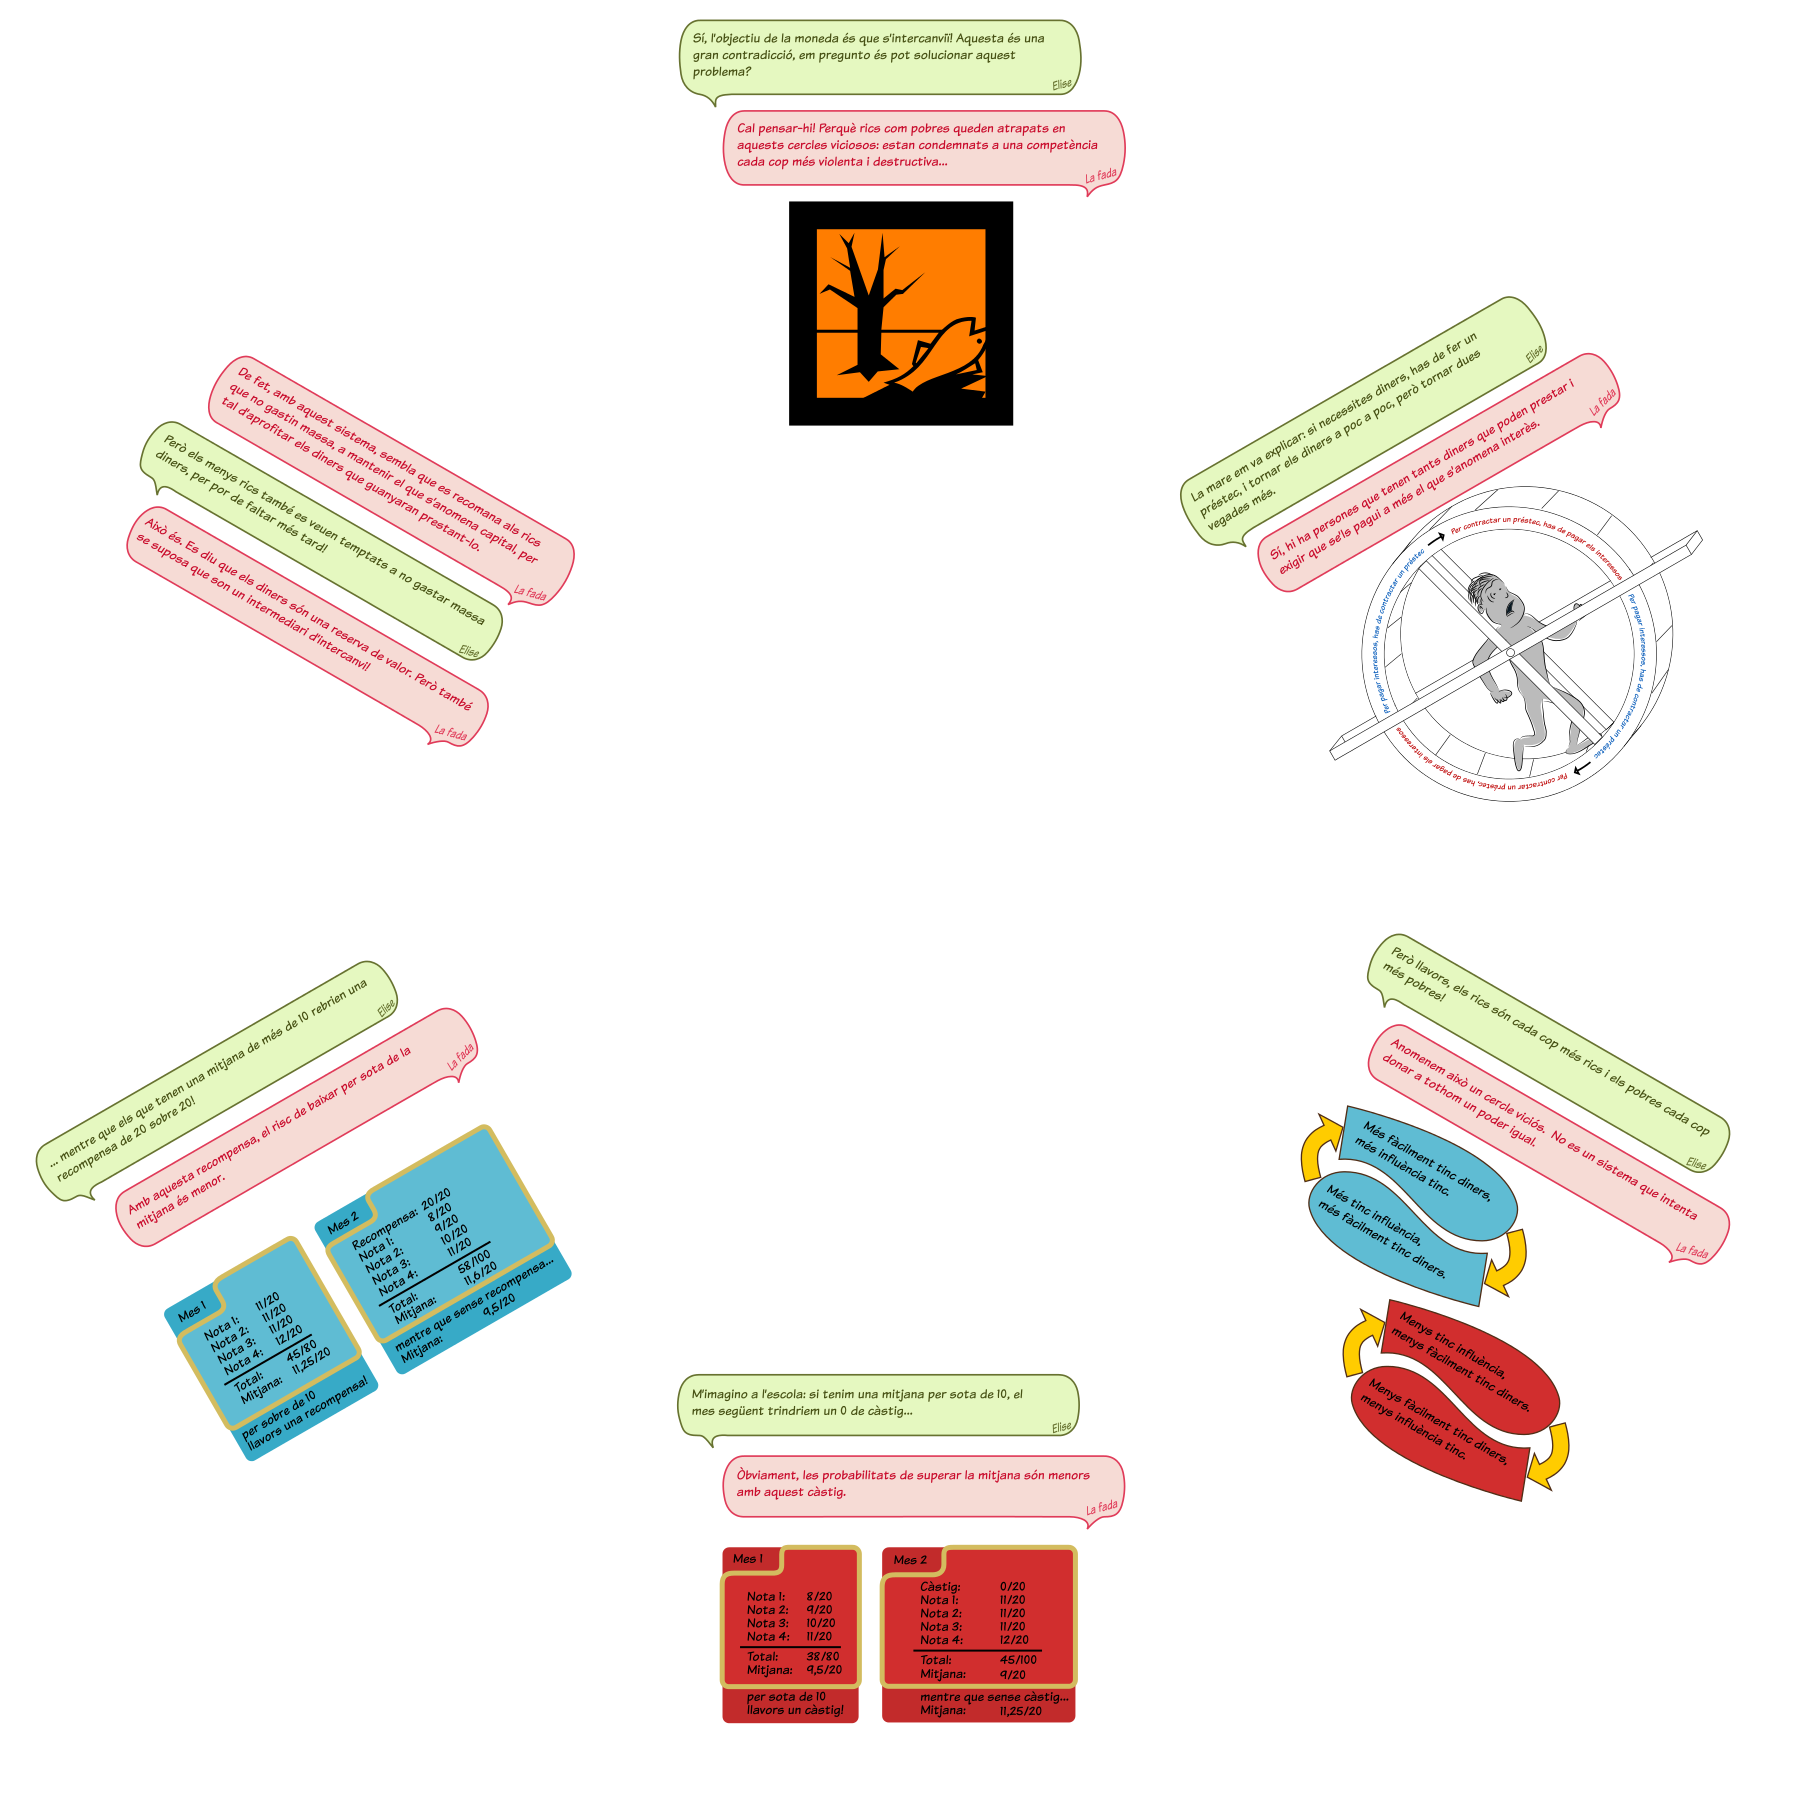 Sí, l'objectiu de la moneda és que s'intercanvïi! Aquesta és una
gran contradicció, em pregunto és pot solucionar aquest
problema?
Elise
Cal pensar-hi! Perquè rics com pobres queden atrapats en
aquests cercles viciosos: estan condemnats a una competència
cada cop més violenta i destructiva...
La fada
La mare em va explicar: si necessites diners, has de fer un
préstec, i tornar els diners a poc a poc, però tornar dues
vegades més.
Elise
Sí, hi ha persones que tenen tants diners que poden prestar i
exigir que se'ls pagui a més el que s'anomena interès.
La fada
Per contractar un préstec, has de pagar els interessos
Per pagar interessos, has de contractar un préstec
Per contractar un préstec, has de pagar els interessos
Per pagar interessos, has de contractar un préstec
Però llavors, els rics són cada cop més rics i els pobres cada cop
més pobres!
Elise
Anomenem això un cercle viciós.  No es un sistema que intenta
donar a tothom un poder igual.
La fada
Més fàcilment tinc diners,
més influència tinc.
Més tinc influència,
més fàcilment tinc diners.
Menys tinc influència,
menys fàcilment tinc diners.
Menys fàcilment tinc diners,
menys influència tinc.
M'imagino a l'escola: si tenim una mitjana per sota de 10, el
mes següent trindriem un 0 de càstig...
Elise
Òbviament, les probabilitats de superar la mitjana són menors
amb aquest càstig.
La fada
Mes 1
Nota 1: 8/20
Nota 2: 9/20
Nota 3: 10/20
Nota 4: 11/20
Total: 38/80
Mitjana: 9,5/20
per sota de 10
llavors un càstig!
Mes 2
Càstig: 0/20
Nota 1: 11/20
Nota 2: 11/20
Nota 3: 11/20
Nota 4: 12/20
Total: 45/100
Mitjana: 9/20
mentre que sense càstig...
Mitjana: 11,25/20
... mentre que els que tenen una mitjana de més de 10 rebrien una
recompensa de 20 sobre 20!
Elise
Amb aquesta recompensa, el risc de baixar per sota de la
mitjana és menor.
La fada
Mes 1
Nota 1: 11/20
Nota 2: 11/20
Nota 3: 11/20
Nota 4: 12/20
Total: 45/80
Mitjana: 11,25/20
per sobre de 10
llavors una recompensa!
Mes 2
Recompensa: 20/20
Nota 1: 8/20
Nota 2: 9/20
Nota 3: 10/20
Nota 4: 11/20
Total: 58/100
Mitjana: 11,6/20
mentre que sense recompensa...
Mitjana: 9,5/20
De fet, amb aquest sistema, sembla que es recomana als rics
que no gastin massa, a mantenir el que s'anomena capital, per
tal d'aprofitar els diners que guanyaran prestant-lo.
La fada
Però els menys rics també es veuen temptats a no gastar massa
diners, per por de faltar més tard!
Elise
Això és. Es diu que els diners són una reserva de valor. Però també
se suposa que son un intermediari d'intercanvi!
La fada